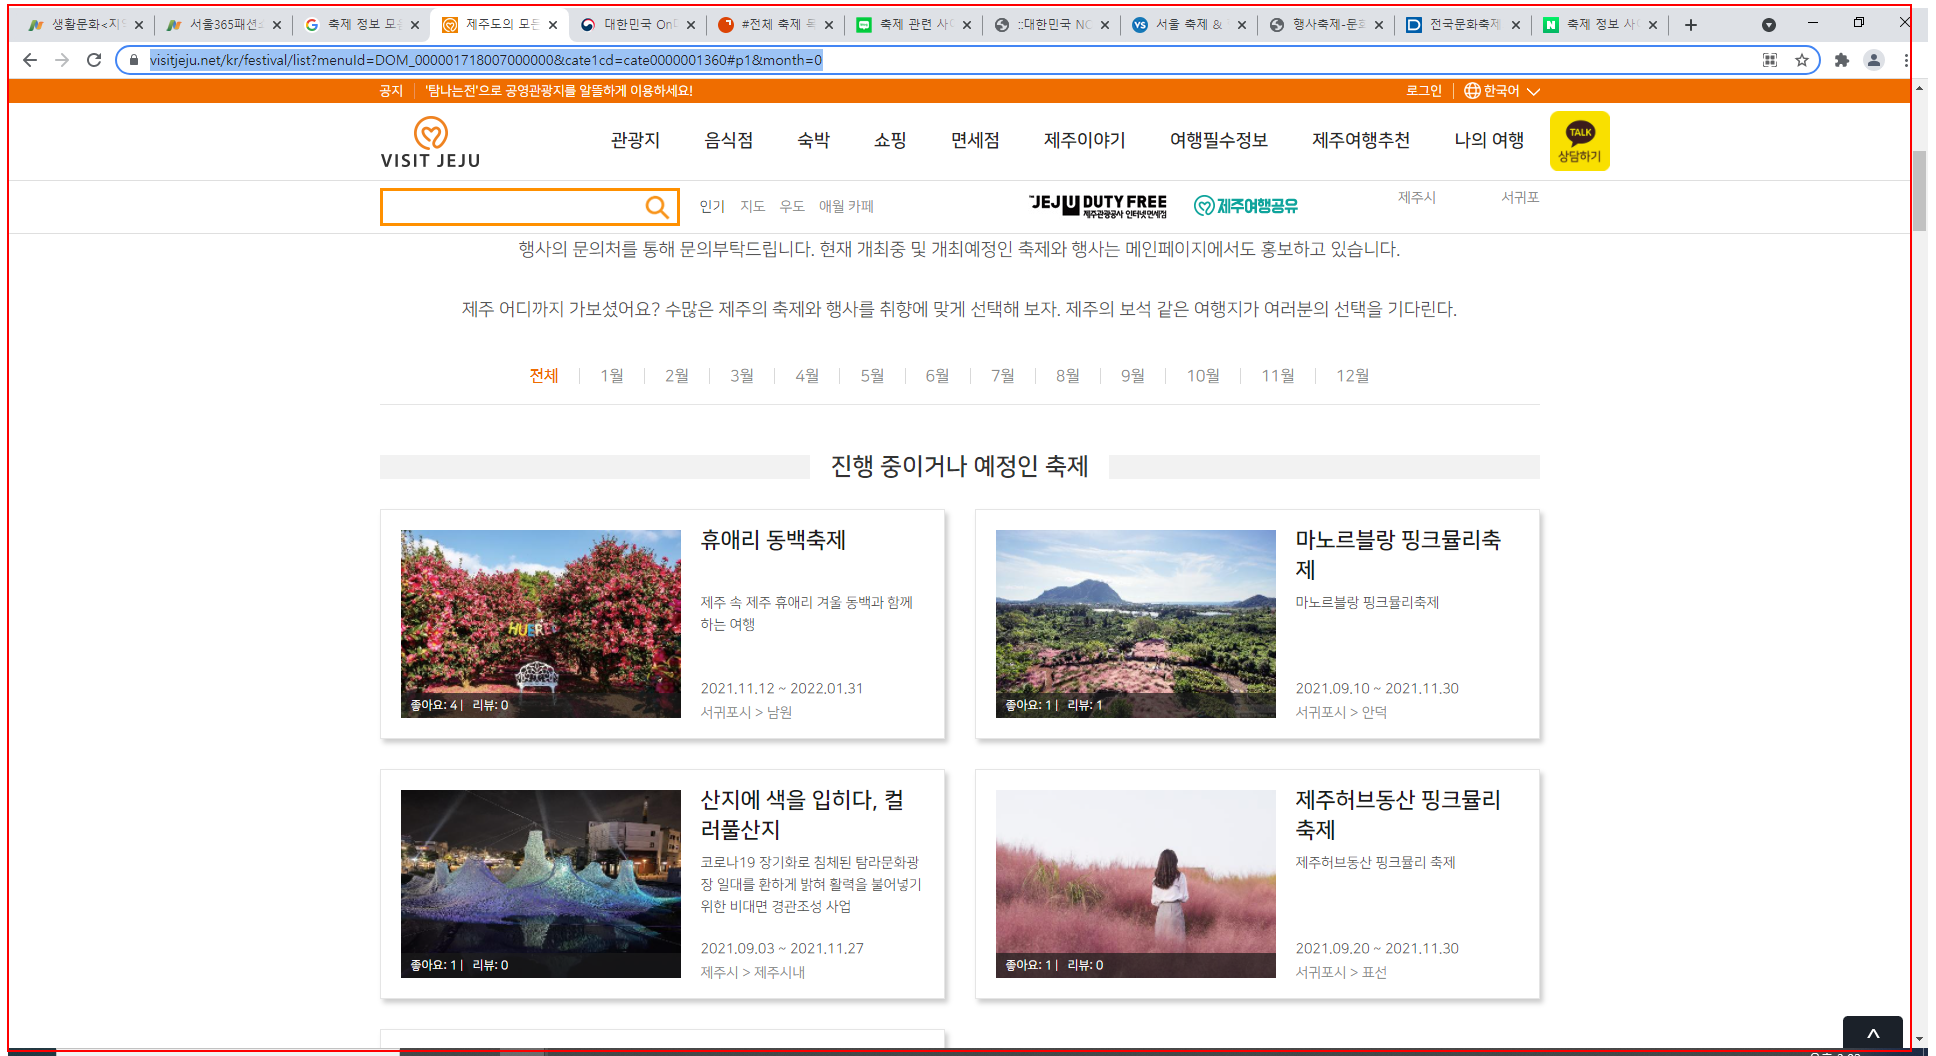 생활문화<지역
서울365패션쇼
축제 정보 모음
제주도의 모든
대한민국 On
#전체 축제 목
축제 관련 사이
::대한민국 NO
서울 축제 &
행사축제-문화
전국문화축제
축제 정보 사이
visitjeju.net/kr/festival/list?menuId=DOM_000001718007000000&cate1cd=cate0000001360#p1&month=0
공지 '탐나는전'으로 공영관광지를 알뜰하게 이용하세요!
로그인 한국어
VISIT JEJU
관광지 음식점 숙박 쇼핑 면세점 제주이야기 여행필수정보 제주여행추천 나의 여행
TALK
상담하기
인기 지도 우도 애월 카페
JEJU DUTY FREE
제주관광공사 인터넷면세점
제주여행공유
제주시 서귀포
행사의 문의처를 통해 문의부탁드립니다. 현재 개최중 및 개최예정인 축제와 행사는 메인페이지에서도 홍보하고 있습니다.
제주 어디까지 가보셨어요? 수많은 제주의 축제와 행사를 취향에 맞게 선택해 보자. 제주의 보석 같은 여행지가 여러분의 선택을 기다린다.
전체 1월 2월 3월 4월 5월 6월 7월 8월 9월 10월 11월 12월
진행 중이거나 예정인 축제
HUEREE
좋아요: 4 | 리뷰: 0
휴애리 동백축제
제주 속 제주 휴애리 겨울 동백과 함께
하는 여행
2021.11.12 ~ 2022.01.31
서귀포시 > 남원
좋아요: 1 | 리뷰: 1
마노르블랑 핑크뮬리축
제
마노르블랑 핑크뮬리축제
2021.09.10 ~ 2021.11.30
서귀포시 > 안덕
좋아요: 1 | 리뷰: 0
산지에 색을 입히다, 컬
러풀산지
코로나19 장기화로 침체된 탐라문화광
장 일대를 환하게 밝혀 활력을 불어넣기
위한 비대면 경관조성 사업
2021.09.03 ~ 2021.11.27
제주시 > 제주시내
좋아요: 1 | 리뷰: 0
제주허브동산 핑크뮬리
축제
제주허브동산 핑크뮬리 축제
2021.09.20 ~ 2021.11.30
서귀포시 > 표선